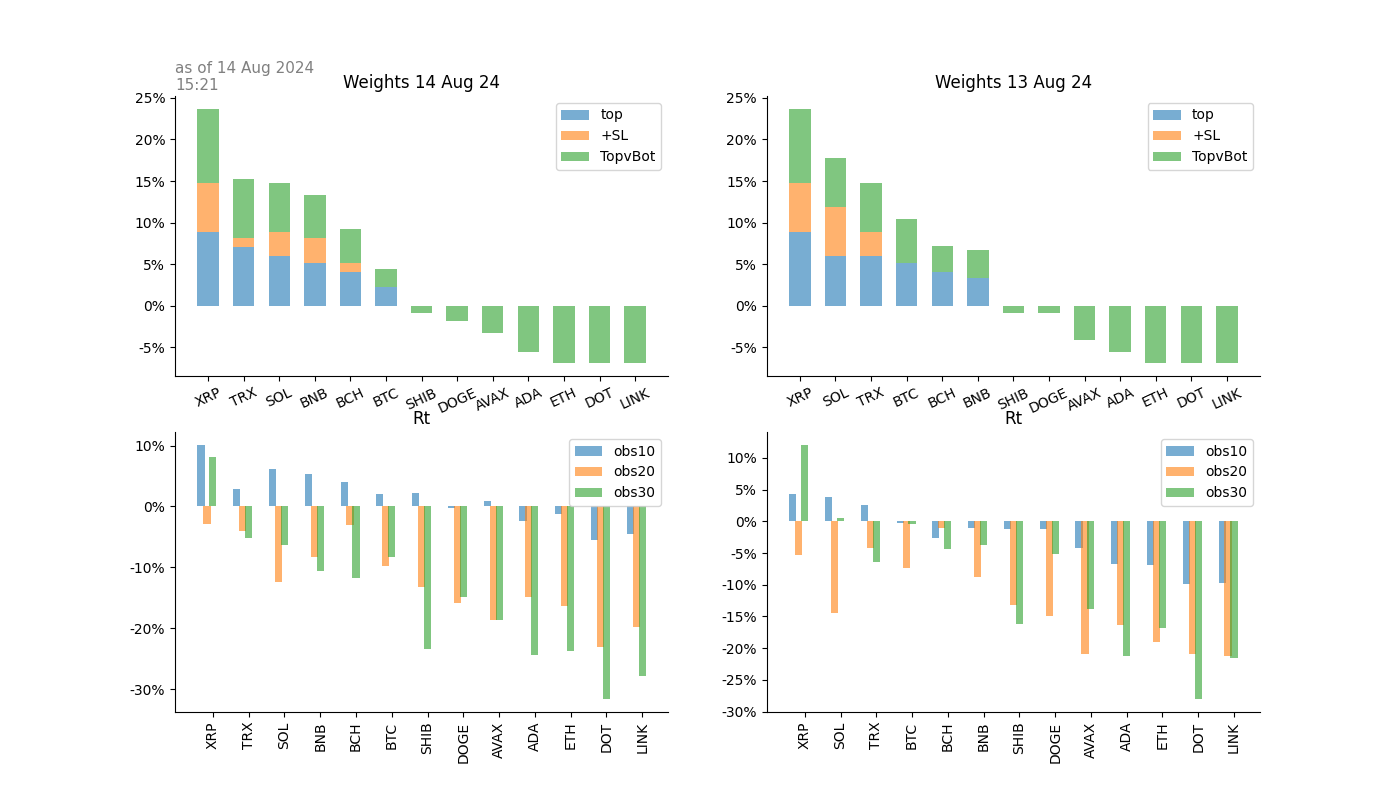 as of 14 Aug 2024
15:21
Weights 14 Aug 24
25%
20%
15%
10%
5%
0%
-5%
top
+SL
TopvBot
XRP TRX SOL BNB BCH BTC SHIB DOGE AVAX ADA ETH DOT LINK
Weights 13 Aug 24
25%
20%
15%
10%
5%
0%
-5%
top
+SL
TopvBot
XRP SOL TRX BTC BCH BNB SHIB DOGE AVAX ADA ETH DOT LINK
Rt
10%
0%
-10%
-20%
-30%
obs10
obs20
obs30
XRP TRX SOL BNB BCH BTC SHIB DOGE AVAX ADA ETH DOT LINK
Rt
10%
5%
0%
-5%
-10%
-15%
-20%
-25%
-30%
obs10
obs20
obs30
XRP SOL TRX BTC BCH BNB SHIB DOGE AVAX ADA ETH DOT LINK